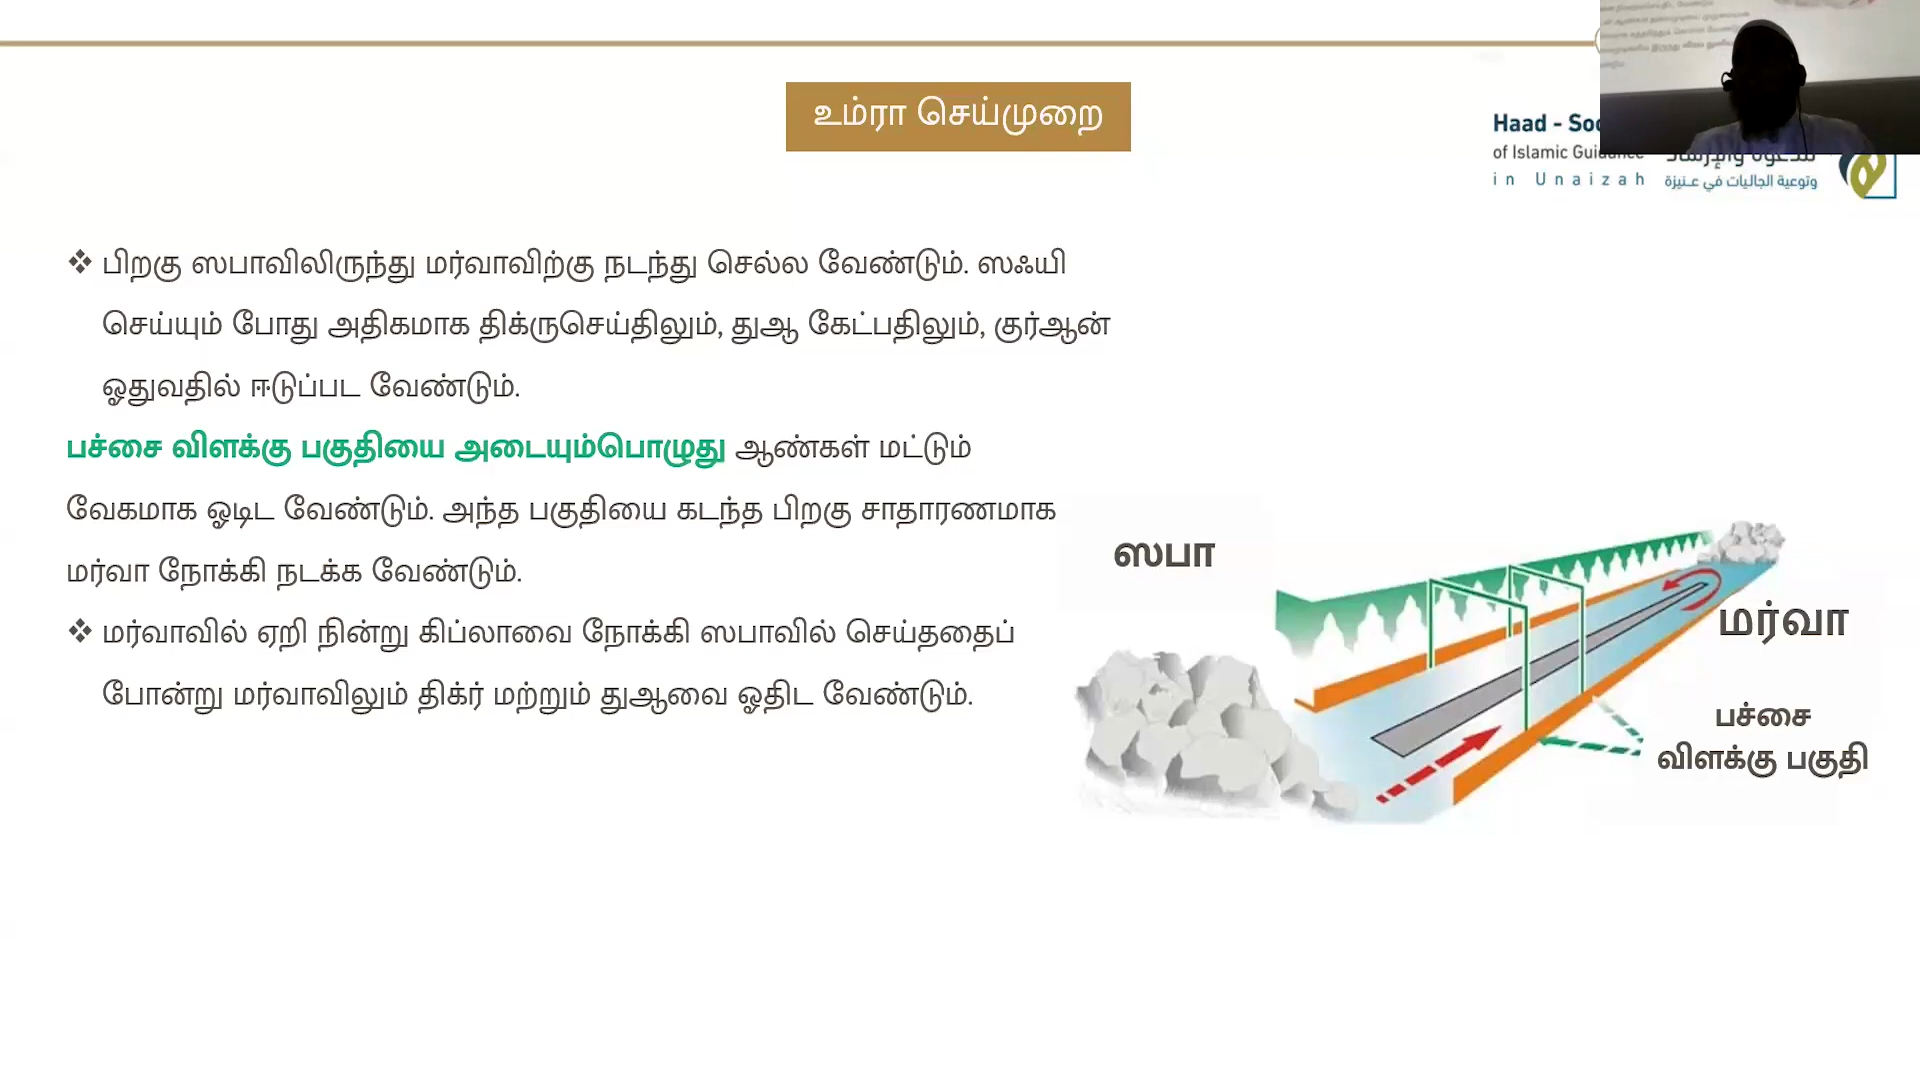 உம்ரா செய்முறை
Haad - Soc
of Islamic Guidance
in Unaizah
وتوعية الجاليات في عنيزة
❖ பிறகு ஸபாவிலிருந்து மர்வாவிற்கு நடந்து செல்ல வேண்டும். ஸஃயி
செய்யும் போது அதிகமாக திக்ருசெய்திலும், துஆ கேட்பதிலும், குர்ஆன்
ஓதுவதில் ஈடுப்பட வேண்டும்.
பச்சை விளக்கு பகுதியை அடையும்பொழுது ஆண்கள் மட்டும்
வேகமாக ஓடிட வேண்டும். அந்த பகுதியை கடந்த பிறகு சாதாரணமாக
மர்வா நோக்கி நடக்க வேண்டும்.
❖ மர்வாவில் ஏறி நின்று கிப்லாவை நோக்கி ஸபாவில் செய்ததைப்
போன்று மர்வாவிலும் திக்ர் மற்றும் துஆவை ஓதிட வேண்டும்.
ஸபா
மர்வா
பச்சை
விளக்கு பகுதி